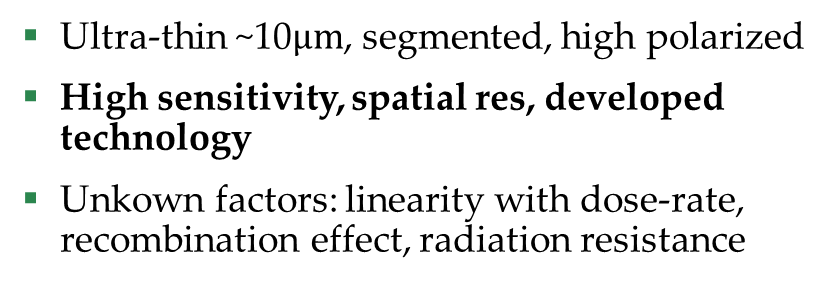 ▪ Ultra-thin ~10μm, segmented, high polarized
▪ High sensitivity, spatial res, developed
technology
▪ Unkown factors: linearity with dose-rate,
recombination effect, radiation resistance